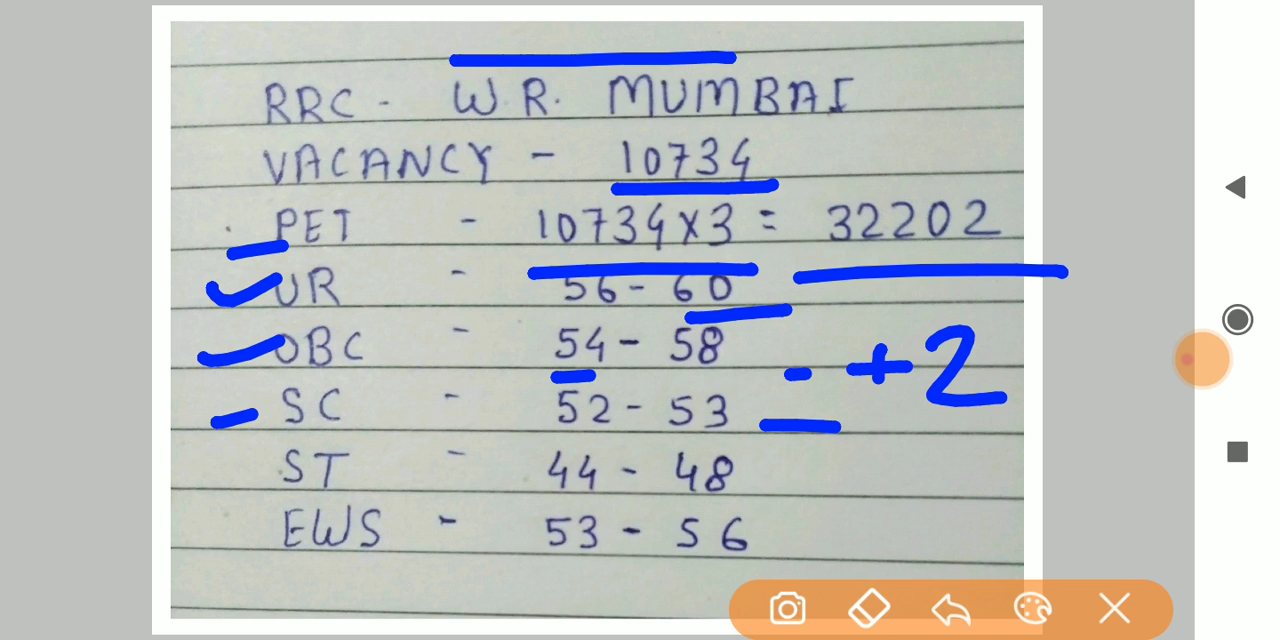 RRC - W.R. MUMBAI
VACANCY - 10734
PET - 10734x3 = 32202
UR - 56-60
OBC - 54-58
SC - 52-53 - +2
ST - 44-48
EWS - 53-56